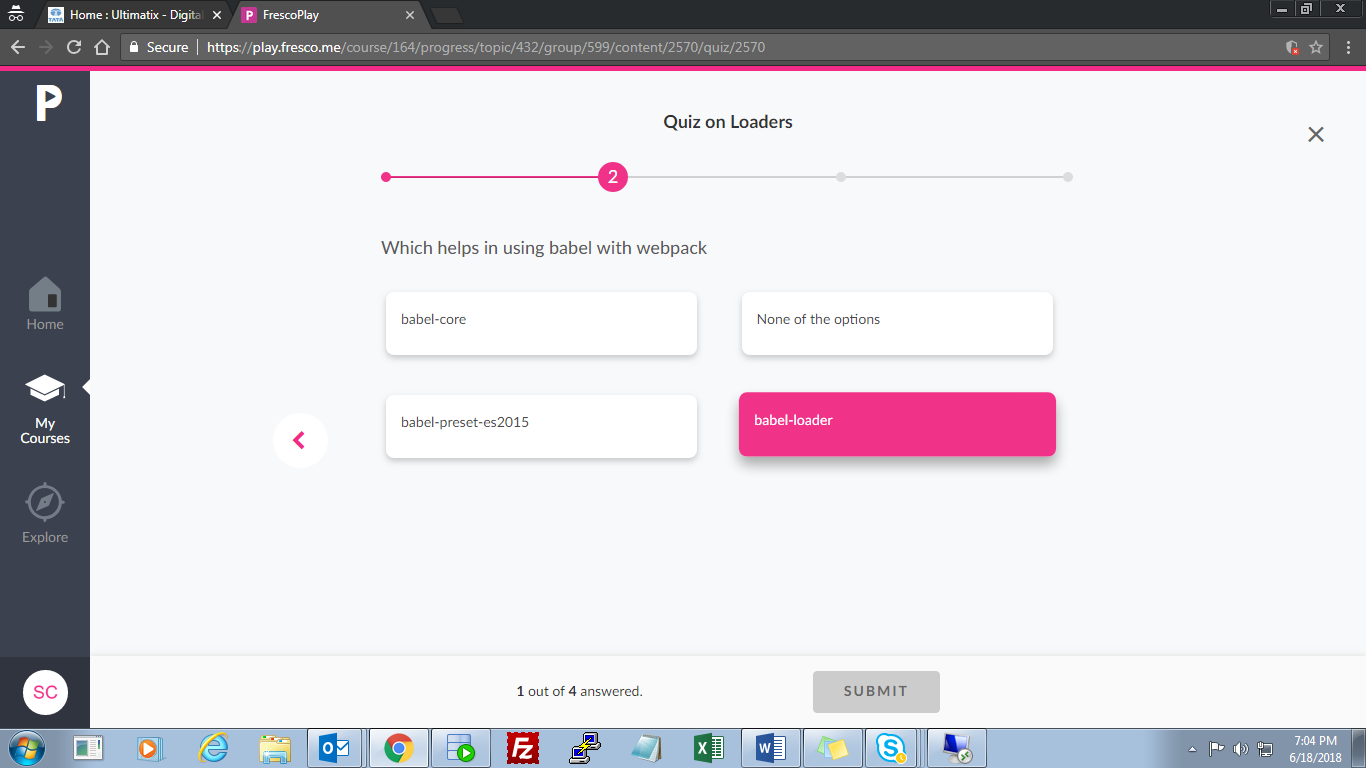 Home : Ultimatix - Digital
FrescoPlay
Secure
https://play.fresco.me/course/164/progress/topic/432/group/599/content/2570/quiz/2570
P
Quiz on Loaders
2
Which helps in using babel with webpack
babel-core
None of the options
babel-preset-es2015
babel-loader
Home
My
Courses
Explore
SC
1 out of 4 answered.
SUBMIT
7:04 PM
6/18/2018